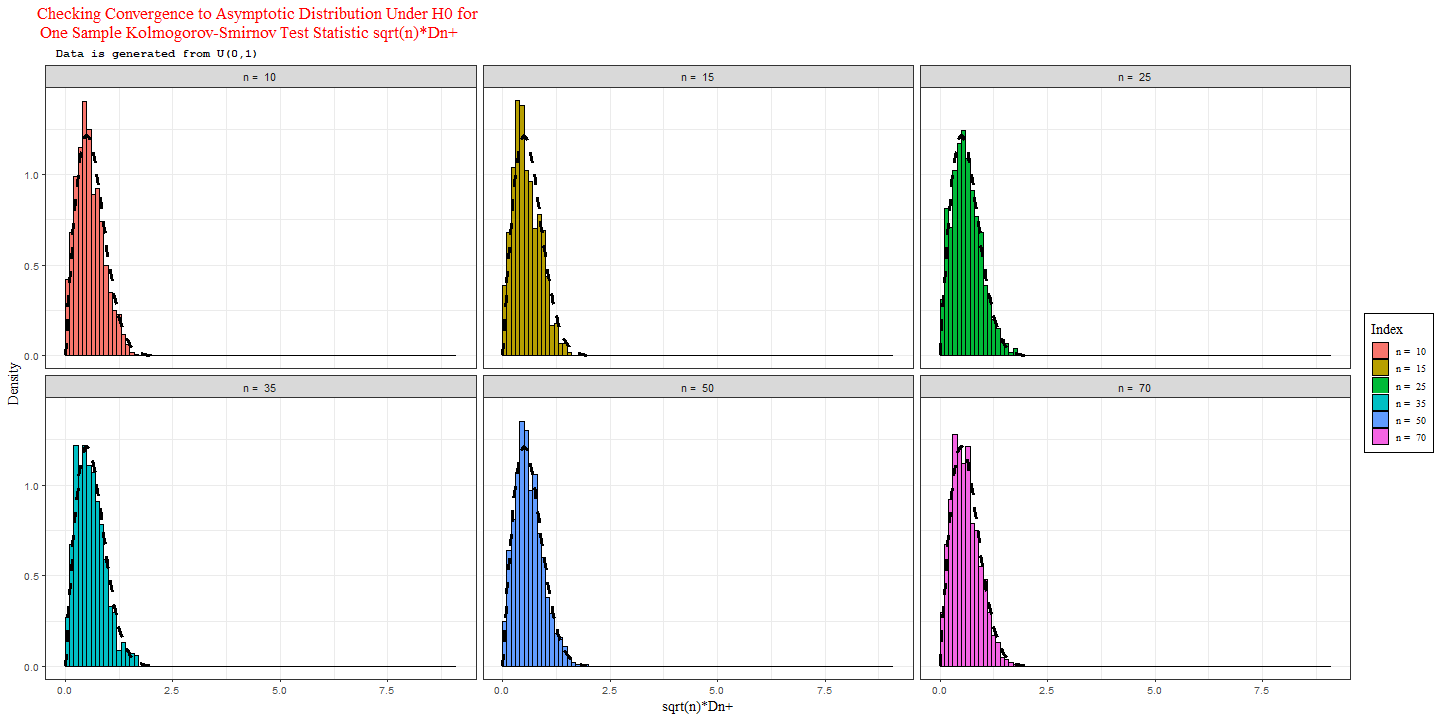 Checking Convergence to Asymptotic Distribution Under H0 for
One Sample Kolmogorov-Smirnov Test Statistic sqrt(n)*Dn+
Data is generated from U(0,1)
n = 10
n = 15
n = 25
1.0
0.5
0.0
Density
n = 35
n = 50
n = 70
1.0
0.5
0.0
0.0 2.5 5.0 7.5
0.0 2.5 5.0 7.5
0.0 2.5 5.0 7.5
sqrt(n)*Dn+
Index
n = 10
n = 15
n = 25
n = 35
n = 50
n = 70